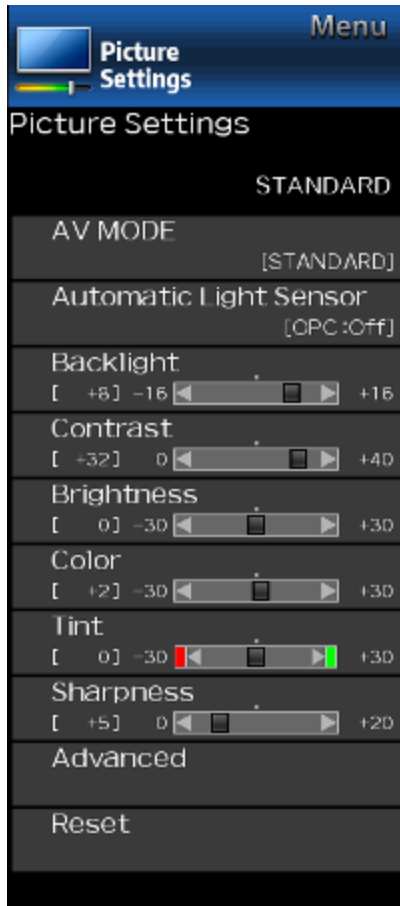 Menu
Picture
Settings
Picture Settings
STANDARD
AV MODE
[STANDARD]
Automatic Light Sensor
[OPC:Off]
Backlight
[ +8] -16 +16
Contrast
[ +32] 0 +40
Brightness
[ 0] -30 +30
Color
[ +2] -30 +30
Tint
[ 0] -30 +30
Sharpness
[ +5] 0 +20
Advanced
Reset